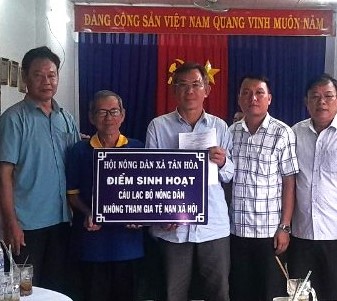 ĐẢNG CỘNG SẢN VIỆT NAM QUANG VINH MUÔN NĂM
HỘI NÔNG DÂN XÃ TÂN HÒA
ĐIỂM SINH HOẠT
CÂU LẠC BỘ NÔNG DÂN
KHÔNG THAM GIA TỆ NẠN XÃ HỘI